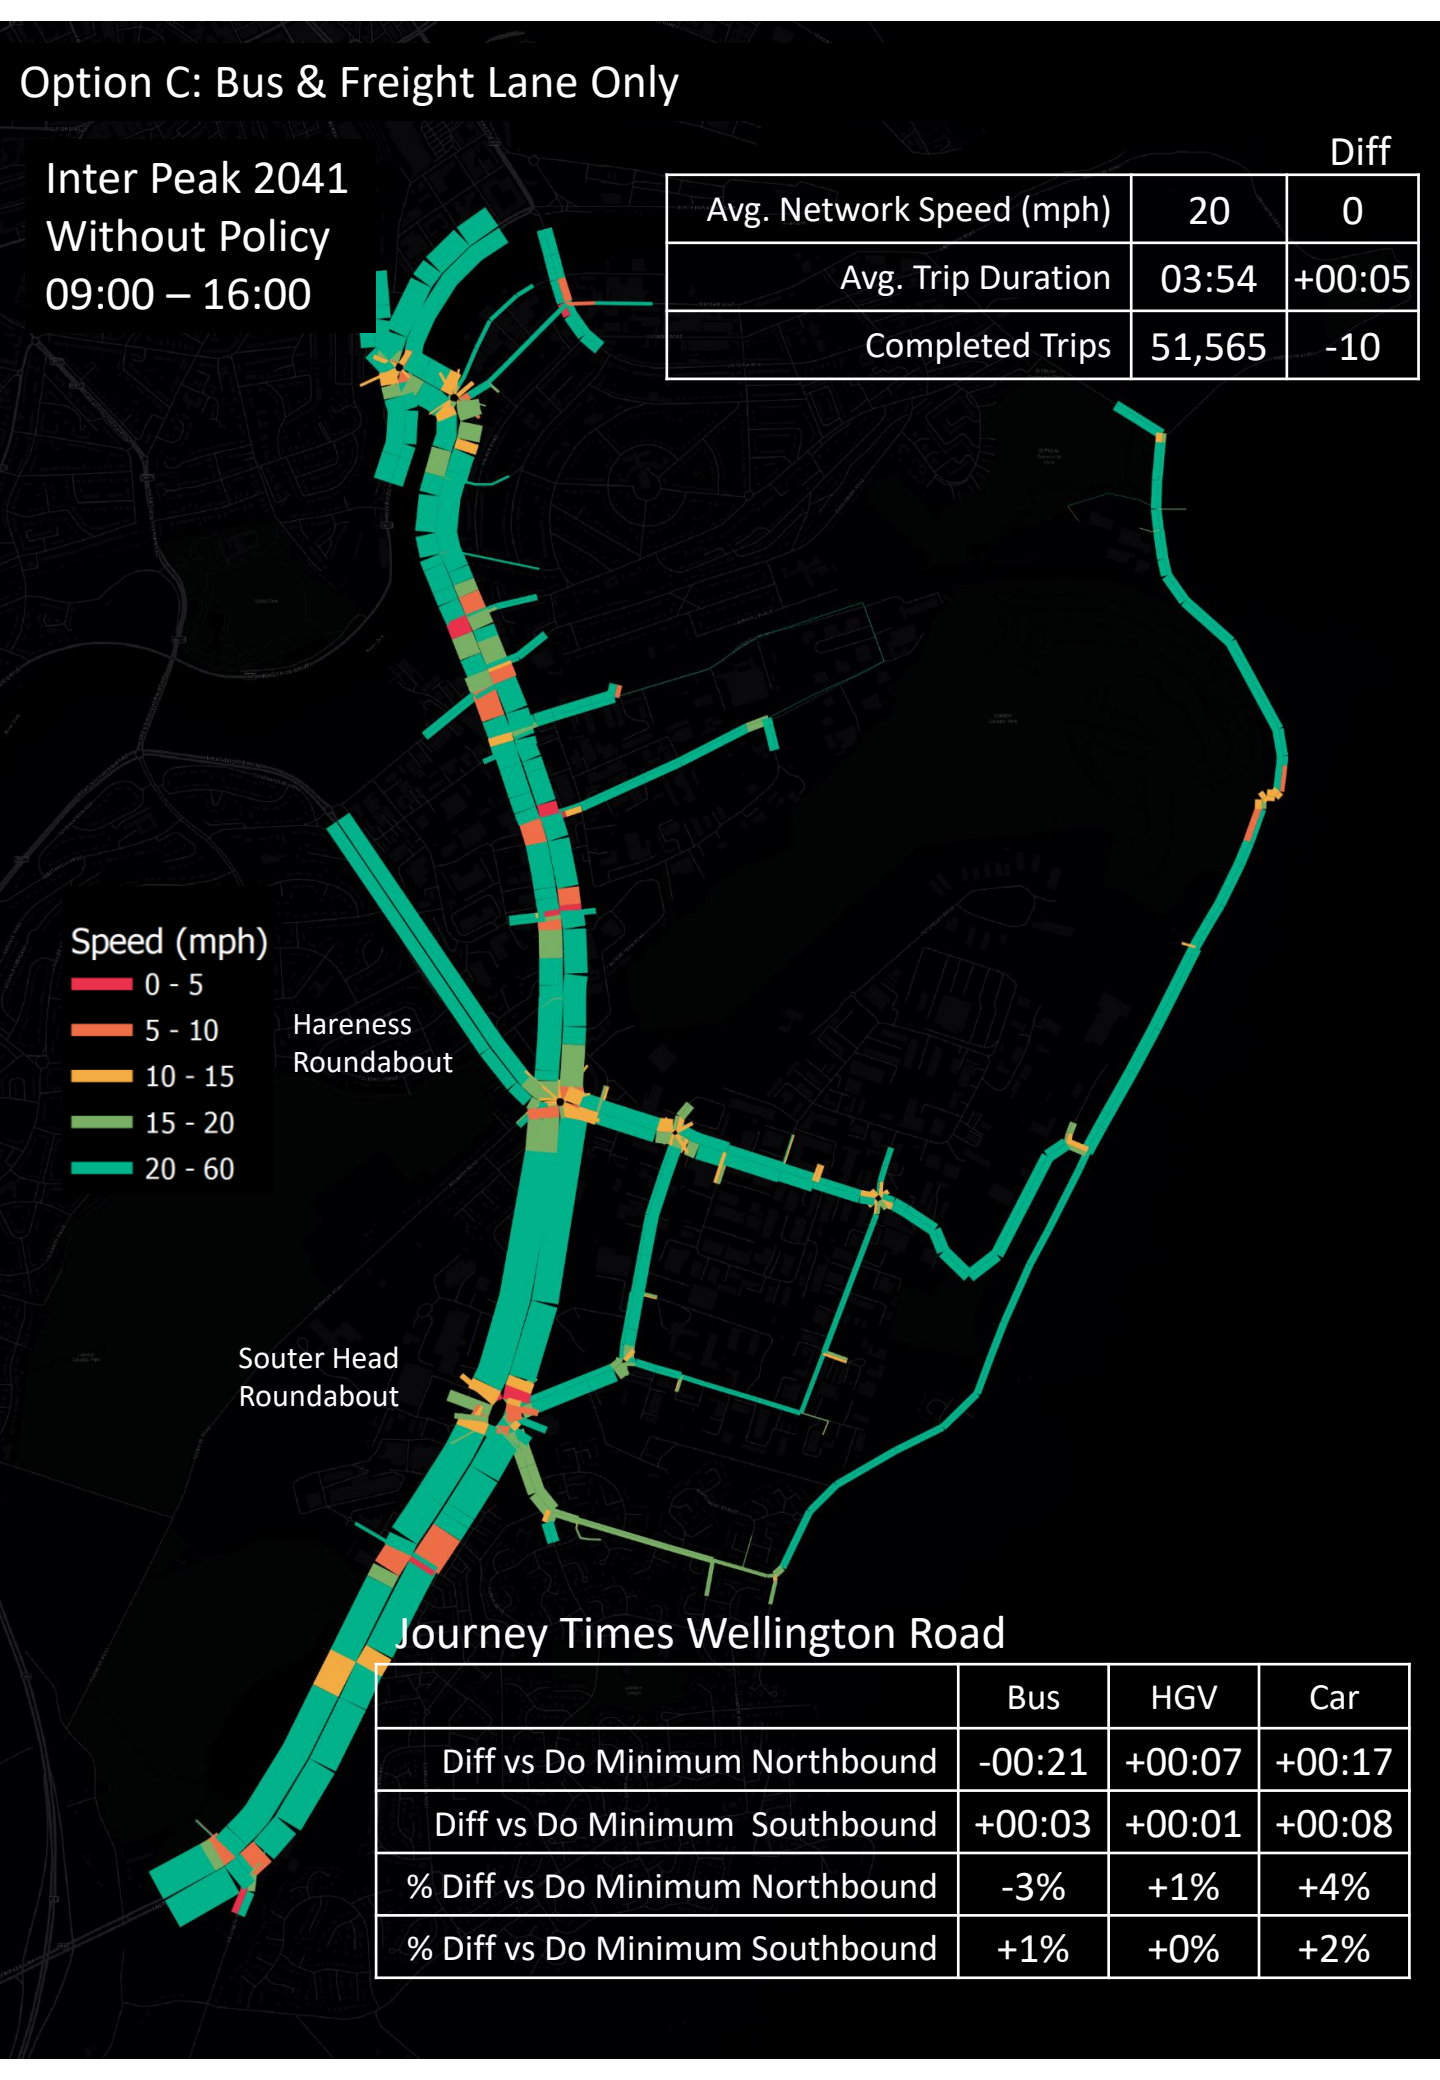 Option C: Bus & Freight Lane Only
Inter Peak 2041
Without Policy
09:00 – 16:00
Diff
Avg. Network Speed (mph) 20 0
Avg. Trip Duration 03:54 +00:05
Completed Trips 51,565 -10
Speed (mph)
0 - 5
5 - 10
10 - 15
15 - 20
20 - 60
Hareness
Roundabout
Souter Head
Roundabout
Journey Times Wellington Road
Bus HGV Car
Diff vs Do Minimum Northbound -00:21 +00:07 +00:17
Diff vs Do Minimum Southbound +00:03 +00:01 +00:08
% Diff vs Do Minimum Northbound -3% +1% +4%
% Diff vs Do Minimum Southbound +1% +0% +2%